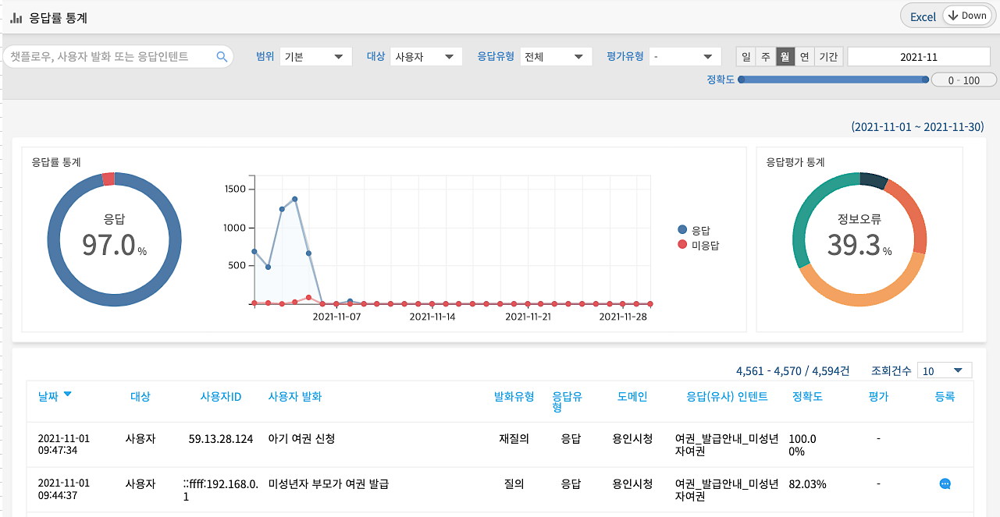 응답률 통계
Excel Down
챗플로우, 사용자 발화 또는 응답인텐트 범위 기본 대상 사용자 응답유형 전체 평가유형 - 일 주 월 연 기간 2021-11
정확도 0 - 100
(2021-11-01 ~ 2021-11-30)
응답률 통계
응답
97.0%
1500
1000
500
2021-11-07 2021-11-14 2021-11-21 2021-11-28
응답
미응답
응답평가 통계
정보오류
39.3%
4,561 - 4,570 / 4,594건 조회건수 10
날짜 대상 사용자ID 사용자 발화 발화유형 응답유 도메인 응답(유사) 인텐트 정확도 평가 등록
형
2021-11-01 사용자 59.13.28.124 아기 여권 신청 재질의 응답 용인시청 여권_발급안내_미성년 100.0 -
09:47:34 자여권 0%
2021-11-01 사용자 ::ffff:192.168.0. 미성년자 부모가 여권 발급 질의 응답 용인시청 여권_발급안내_미성년 82.03% -
09:44:37 1 자여권